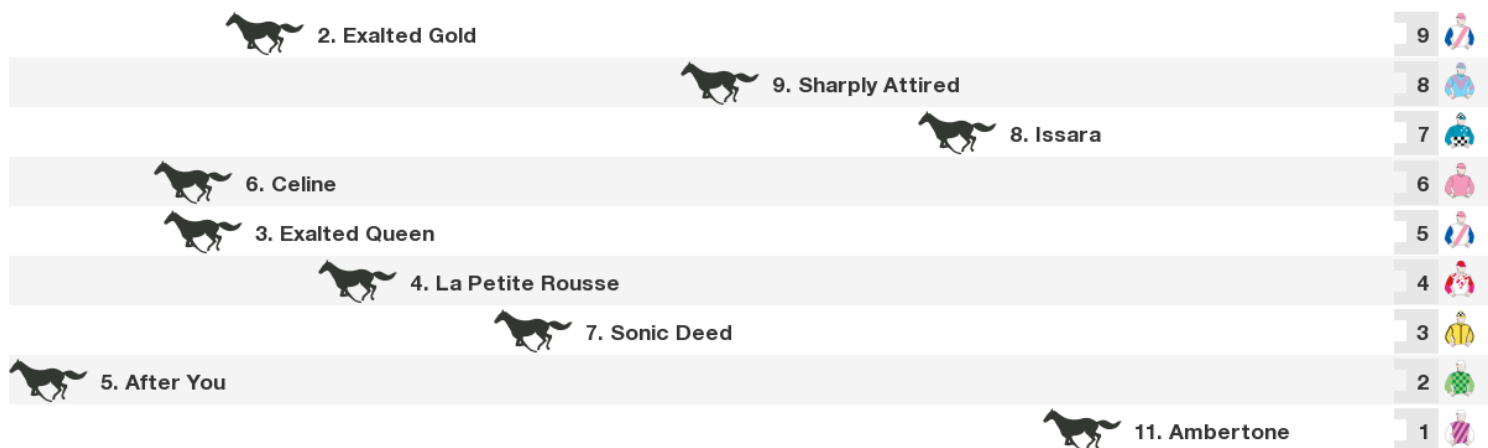 2. Exalted Gold 9
9. Sharply Attired 8
8. Issara 7
6. Celine 6
3. Exalted Queen 5
4. La Petite Rousse 4
7. Sonic Deed 3
5. After You 2
11. Ambertone 1